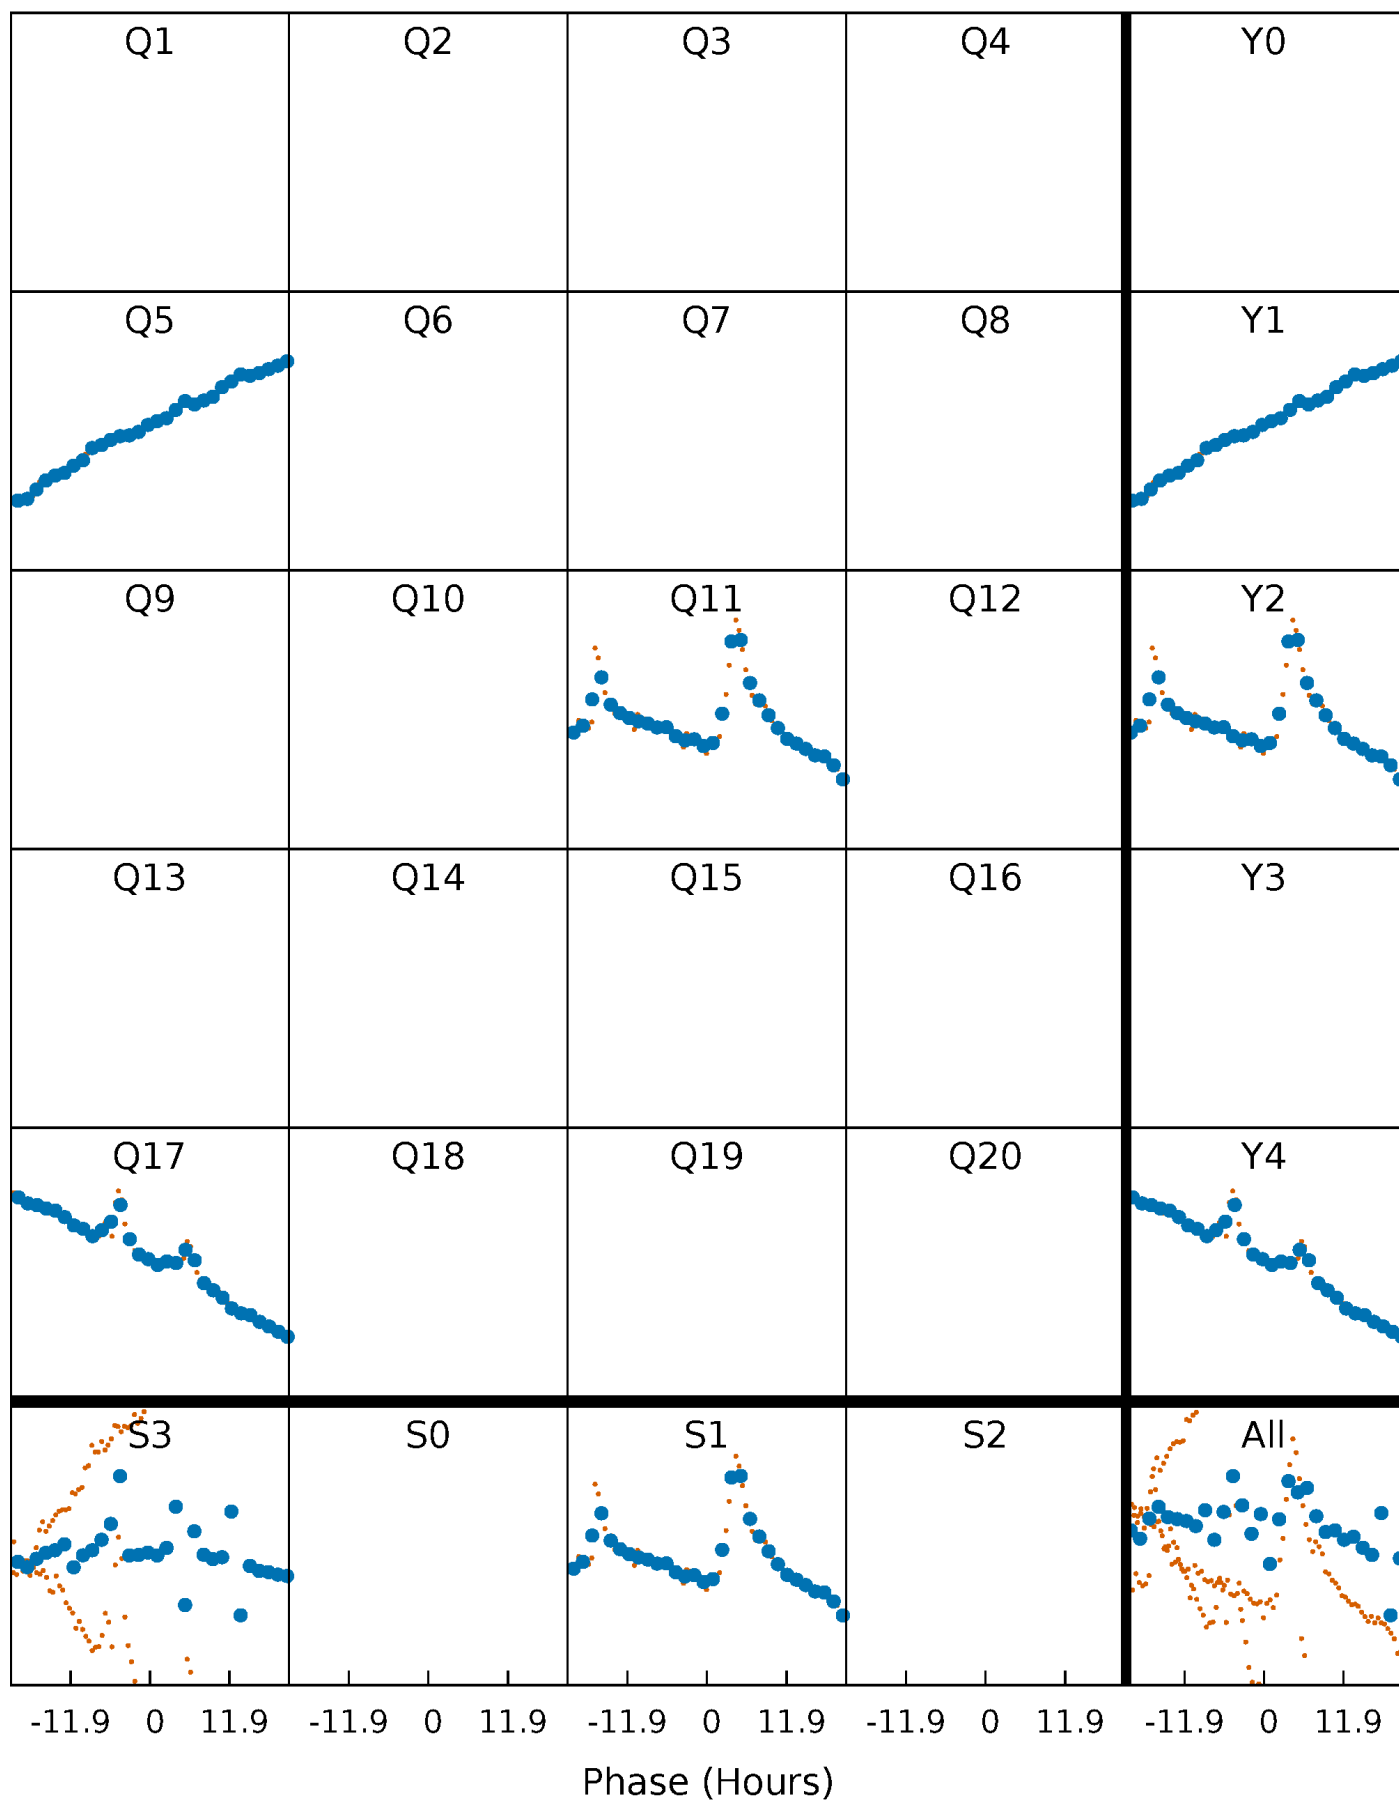 Q1 Q2 Q3 Q4 Y0
Q5 Q6 Q7 Q8 Y1
Q9 Q10 Q11 Q12 Y2
Q13 Q14 Q15 Q16 Y3
Q17 Q18 Q19 Q20 Y4
S3 S0 S1 S2 All
-11.9 0 11.9 -11.9 0 11.9 -11.9 0 11.9 -11.9 0 11.9 -11.9 0 11.9
Phase (Hours)